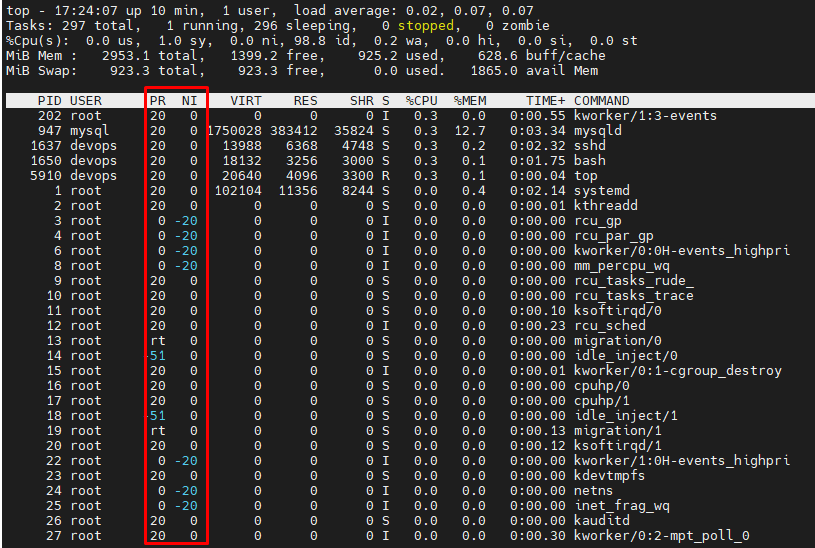 top - 17:24:07 up 10 min,  1 user,  load average: 0.02, 0.07, 0.07
Tasks: 297 total,   1 running, 296 sleeping,   0 stopped,   0 zombie
%Cpu(s):  0.0 us,  1.0 sy,  0.0 ni, 98.8 id,  0.2 wa,  0.0 hi,  0.0 si,  0.0 st
MiB Mem :   2953.1 total,   1399.2 free,    925.2 used,    628.6 buff/cache
MiB Swap:    923.3 total,    923.3 free,      0.0 used.   1865.0 avail Mem
PID USER PR NI VIRT RES SHR S %CPU %MEM TIME+ COMMAND
202 root 20 0 0 0 0 I 0.3 0.0 0:00.55 kworker/1:3-events
947 mysql 20 0 1750028 383412 35824 S 0.3 12.7 0:03.34 mysqld
1637 devops 20 0 13988 6368 4748 S 0.3 0.2 0:02.32 sshd
1650 devops 20 0 18132 3256 3000 S 0.3 0.1 0:01.75 bash
5910 devops 20 0 20640 4096 3300 R 0.3 0.1 0:00.04 top
1 root 20 0 102104 11356 8244 S 0.0 0.4 0:02.14 systemd
2 root 20 0 0 0 0 S 0.0 0.0 0:00.01 kthreadd
3 root 0 -20 0 0 0 I 0.0 0.0 0:00.00 rcu_gp
4 root 0 -20 0 0 0 I 0.0 0.0 0:00.00 rcu_par_gp
6 root 0 -20 0 0 0 I 0.0 0.0 0:00.00 kworker/0:0H-events_highpri
8 root 0 -20 0 0 0 I 0.0 0.0 0:00.00 mm_percpu_wq
9 root 20 0 0 0 0 S 0.0 0.0 0:00.00 rcu_tasks_rude_
10 root 20 0 0 0 0 S 0.0 0.0 0:00.00 rcu_tasks_trace
11 root 20 0 0 0 0 S 0.0 0.0 0:00.10 ksoftirqd/0
12 root 20 0 0 0 0 I 0.0 0.0 0:00.23 rcu_sched
13 root rt 0 0 0 0 S 0.0 0.0 0:00.00 migration/0
14 root -51 0 0 0 0 S 0.0 0.0 0:00.00 idle_inject/0
15 root 20 0 0 0 0 I 0.0 0.0 0:00.01 kworker/0:1-cgroup_destroy
16 root 20 0 0 0 0 S 0.0 0.0 0:00.00 cpuhp/0
17 root 20 0 0 0 0 S 0.0 0.0 0:00.00 cpuhp/1
18 root -51 0 0 0 0 S 0.0 0.0 0:00.00 idle_inject/1
19 root rt 0 0 0 0 S 0.0 0.0 0:00.13 migration/1
20 root 20 0 0 0 0 S 0.0 0.0 0:00.12 ksoftirqd/1
22 root 0 -20 0 0 0 I 0.0 0.0 0:00.00 kworker/1:0H-events_highpri
23 root 20 0 0 0 0 S 0.0 0.0 0:00.00 kdevtmpfs
24 root 0 -20 0 0 0 I 0.0 0.0 0:00.00 netns
25 root 0 -20 0 0 0 I 0.0 0.0 0:00.00 inet_frag_wq
26 root 20 0 0 0 0 S 0.0 0.0 0:00.00 kauditd
27 root 20 0 0 0 0 I 0.0 0.0 0:00.30 kworker/0:2-mpt_poll_0